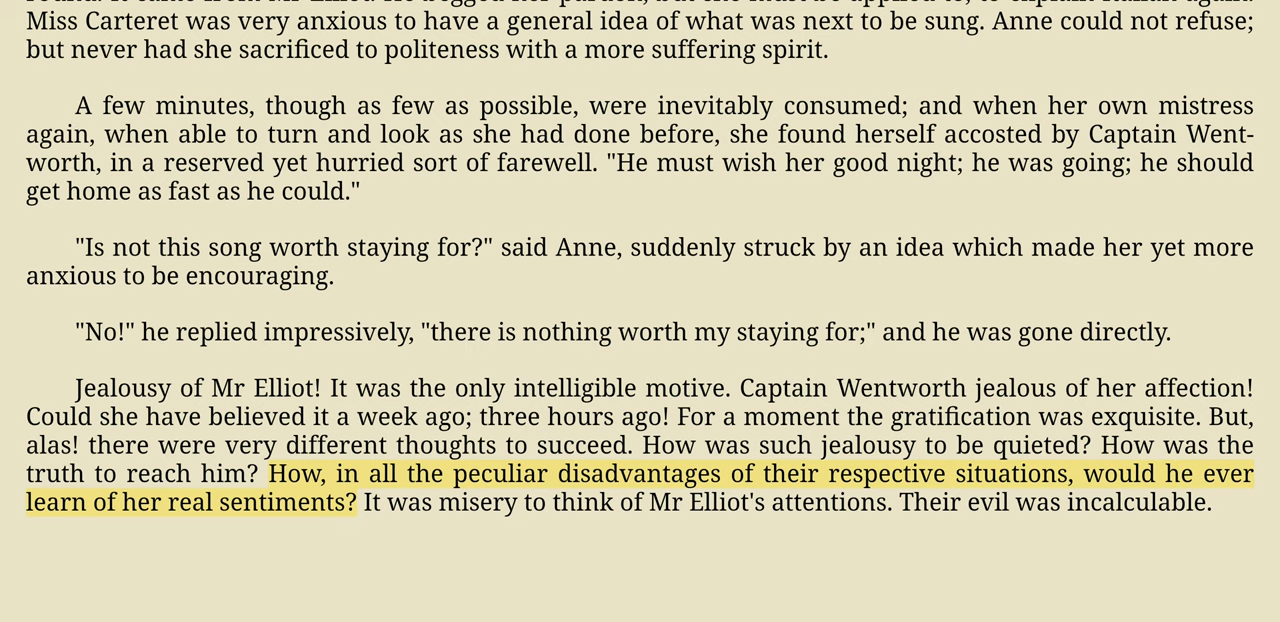 Miss Carteret was very anxious to have a general idea of what was next to be sung. Anne could not refuse;
but never had she sacrificed to politeness with a more suffering spirit.
A few minutes, though as few as possible, were inevitably consumed; and when her own mistress
again, when able to turn and look as she had done before, she found herself accosted by Captain Went-
worth, in a reserved yet hurried sort of farewell. "He must wish her good night; he was going; he should
get home as fast as he could."
"Is not this song worth staying for?" said Anne, suddenly struck by an idea which made her yet more
anxious to be encouraging.
"No!" he replied impressively, "there is nothing worth my staying for;" and he was gone directly.
Jealousy of Mr Elliot! It was the only intelligible motive. Captain Wentworth jealous of her affection!
Could she have believed it a week ago; three hours ago! For a moment the gratification was exquisite. But,
alas! there were very different thoughts to succeed. How was such jealousy to be quieted? How was the
truth to reach him? How, in all the peculiar disadvantages of their respective situations, would he ever
learn of her real sentiments? It was misery to think of Mr Elliot's attentions. Their evil was incalculable.